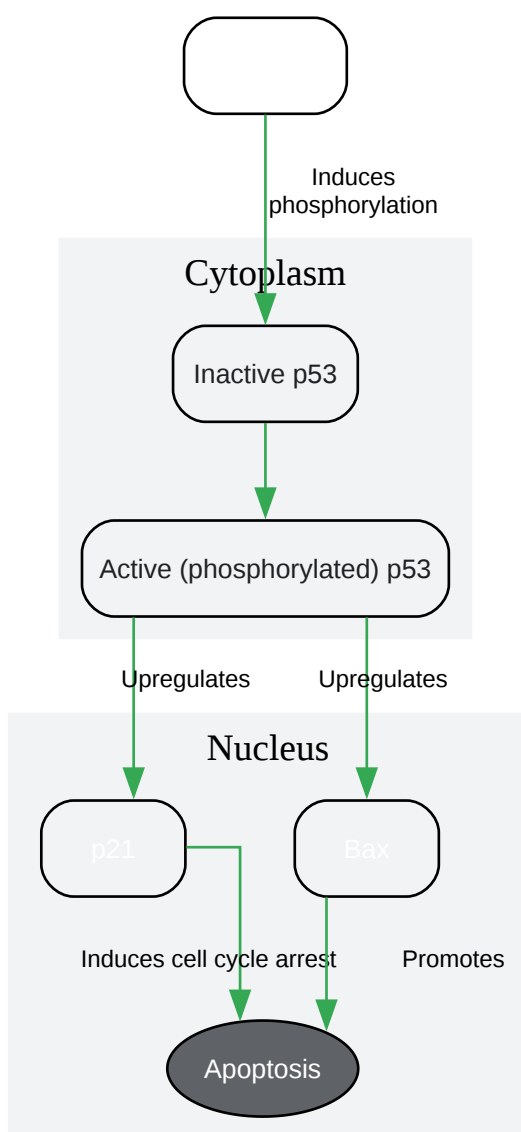 Induces
phosphorylation
Cytoplasm
Inactive p53
Active (phosphorylated) p53
Upregulates
Upregulates
Nucleus
p21
Bax
Induces cell cycle arrest
Promotes
Apoptosis